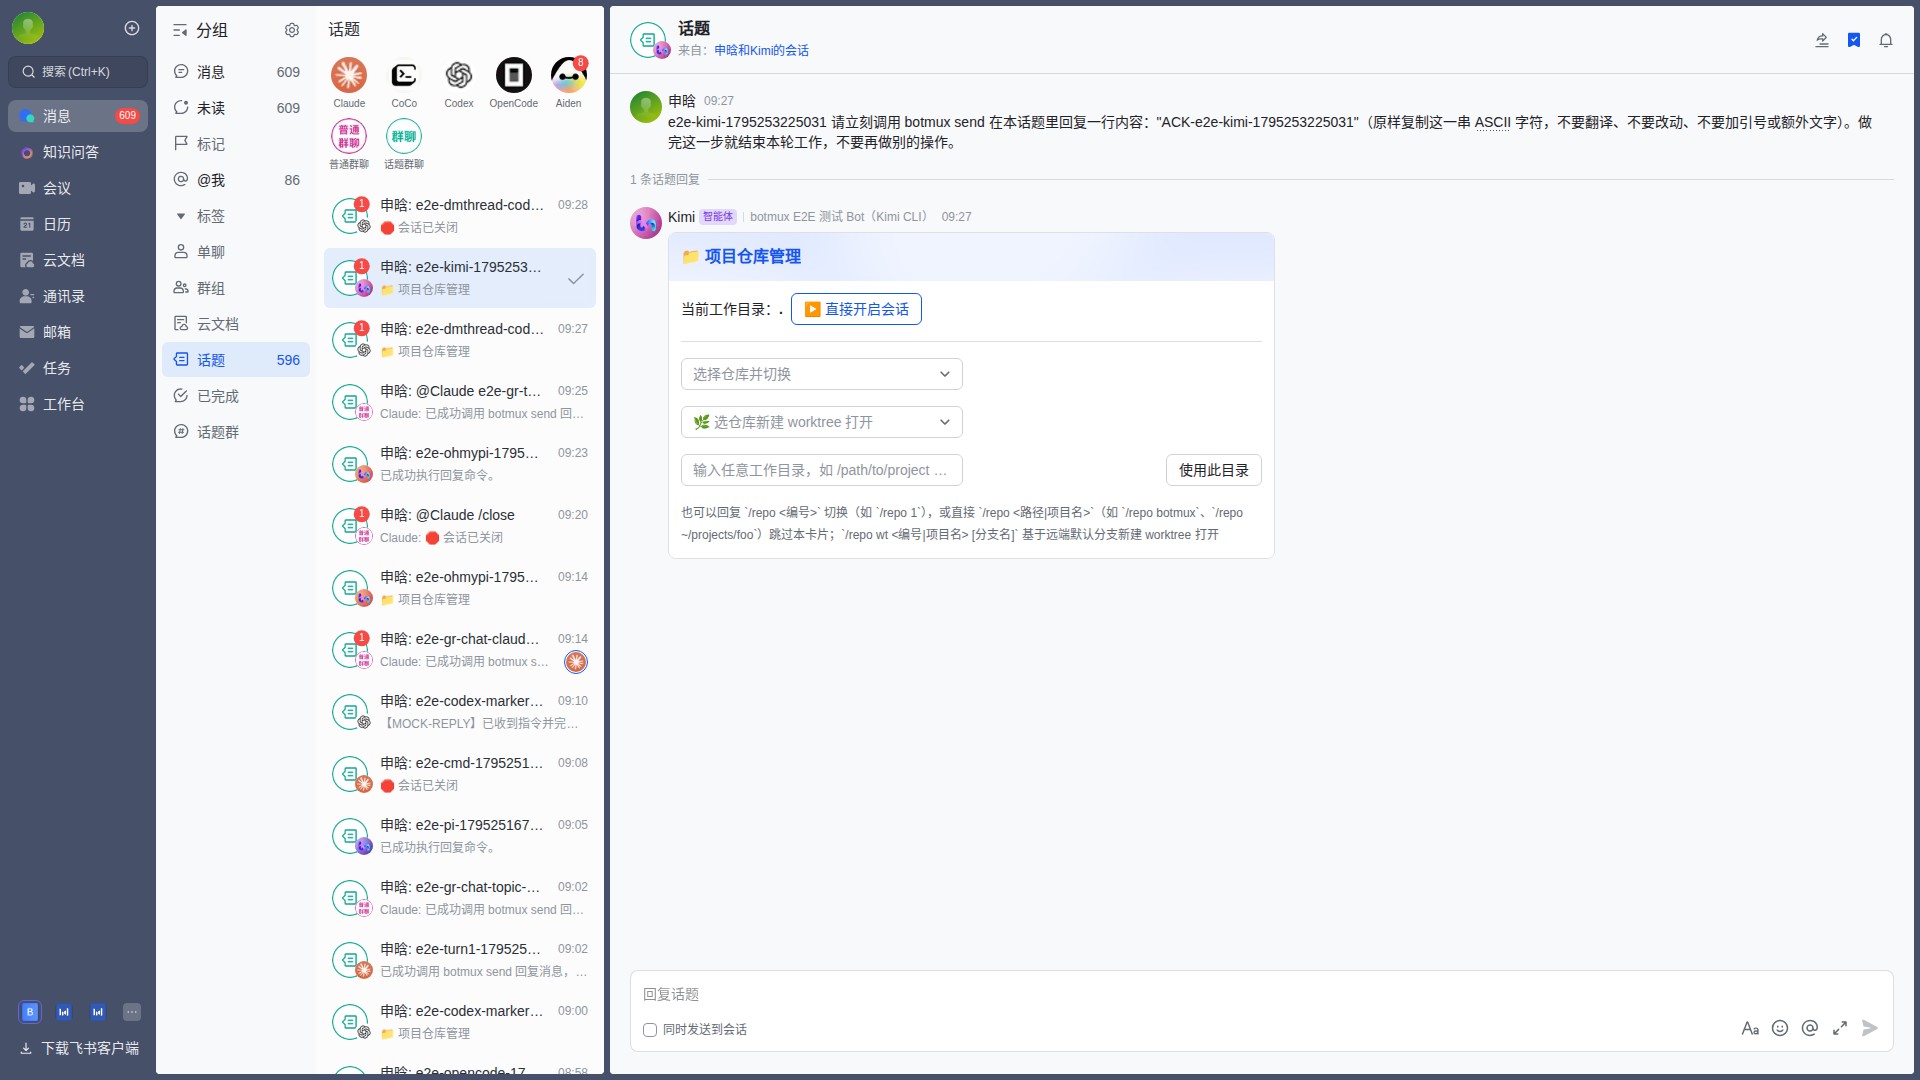 搜索 (Ctrl+K)
消息 609
知识问答
会议
日历
云文档
通讯录
邮箱
任务
工作台
下载飞书客户端
分组
消息 609
未读 609
标记
@我 86
标签
单聊
群组
云文档
话题 596
已完成
话题群
话题
8
Claude CoCo Codex OpenCode Aiden
普通群聊 群聊
普通群聊 话题群聊
1 申晗: e2e-dmthread-cod… 09:28
会话已关闭
1 申晗: e2e-kimi-1795253…
项目仓库管理
1 申晗: e2e-dmthread-cod… 09:27
项目仓库管理
申晗: @Claude e2e-gr-t… 09:25
Claude: 已成功调用 botmux send 回…
申晗: e2e-ohmypi-1795… 09:23
已成功执行回复命令。
1 申晗: @Claude /close 09:20
Claude: 会话已关闭
申晗: e2e-ohmypi-1795… 09:14
项目仓库管理
1 申晗: e2e-gr-chat-claud… 09:14
Claude: 已成功调用 botmux s…
申晗: e2e-codex-marker… 09:10
【MOCK-REPLY】已收到指令并完…
申晗: e2e-cmd-1795251… 09:08
会话已关闭
申晗: e2e-pi-179525167… 09:05
已成功执行回复命令。
申晗: e2e-gr-chat-topic-… 09:02
Claude: 已成功调用 botmux send 回…
申晗: e2e-turn1-179525… 09:02
已成功调用 botmux send 回复消息，…
申晗: e2e-codex-marker… 09:00
项目仓库管理
申晗: e2e-opencode-17… 08:58
话题
来自：申晗和Kimi的会话
申晗 09:27
e2e-kimi-1795253225031 请立刻调用 botmux send 在本话题里回复一行内容："ACK-e2e-kimi-1795253225031"（原样复制这一串 ASCII 字符，不要翻译、不要改动、不要加引号或额外文字）。做
完这一步就结束本轮工作，不要再做别的操作。
1 条话题回复
Kimi 智能体 | botmux E2E 测试 Bot（Kimi CLI） 09:27
项目仓库管理
当前工作目录：. 直接开启会话
选择仓库并切换
选仓库新建 worktree 打开
输入任意工作目录，如 /path/to/project … 使用此目录
也可以回复 `/repo <编号>` 切换（如 `/repo 1`），或直接 `/repo <路径|项目名>`（如 `/repo botmux`、`/repo
~/projects/foo`）跳过本卡片；`/repo wt <编号|项目名> [分支名]` 基于远端默认分支新建 worktree 打开
回复话题
同时发送到会话